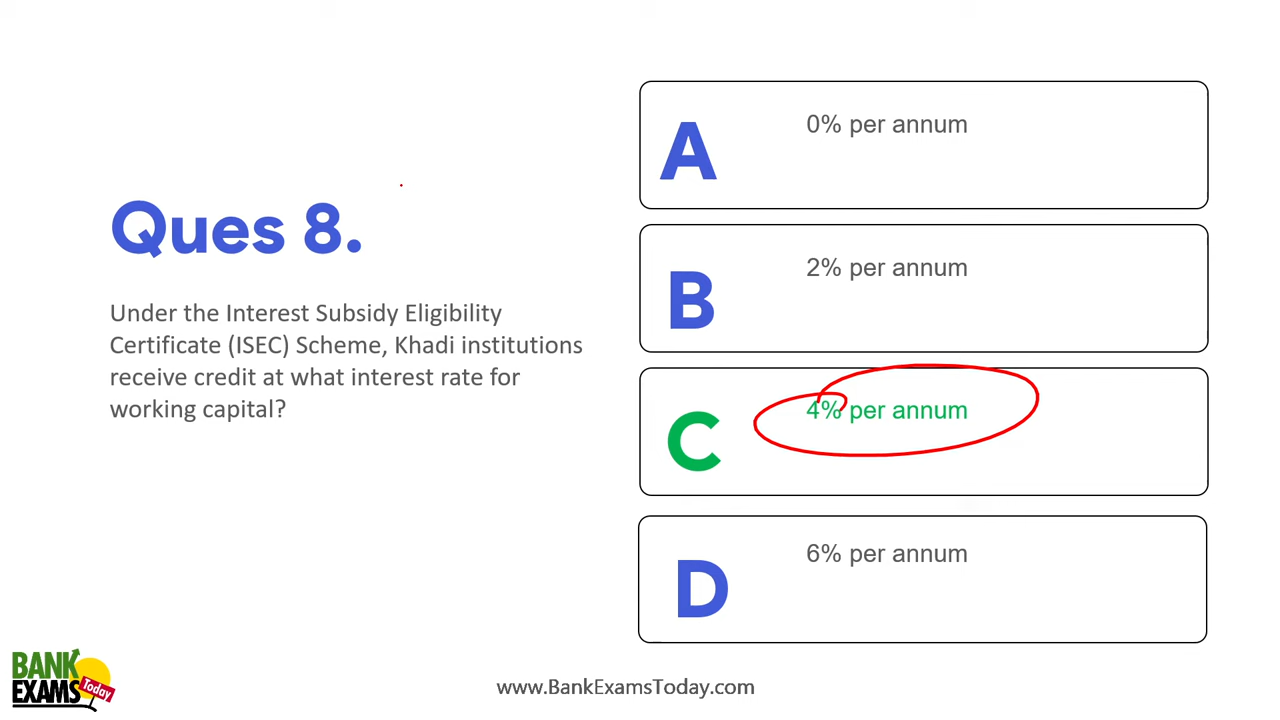 Ques 8.
Under the Interest Subsidy Eligibility
Certificate (ISEC) Scheme, Khadi institutions
receive credit at what interest rate for
working capital?
A
0% per annum
B
2% per annum
C
4% per annum
D
6% per annum
BANK
EXAMS
Today
www.BankExamsToday.com